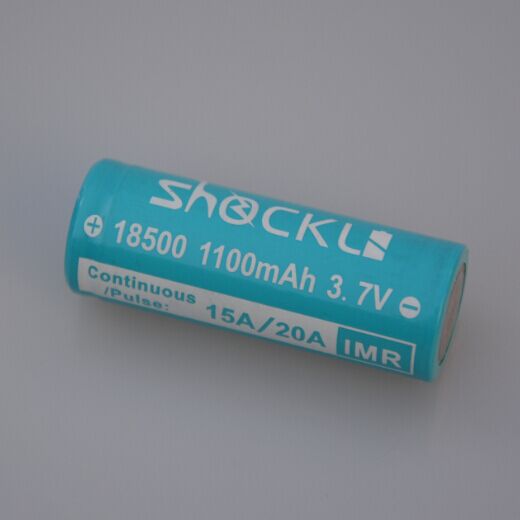 ShOCKLi
+ 18500 1100mAh 3.7V -
Continuous
/Pulse: 15A/20A IMR